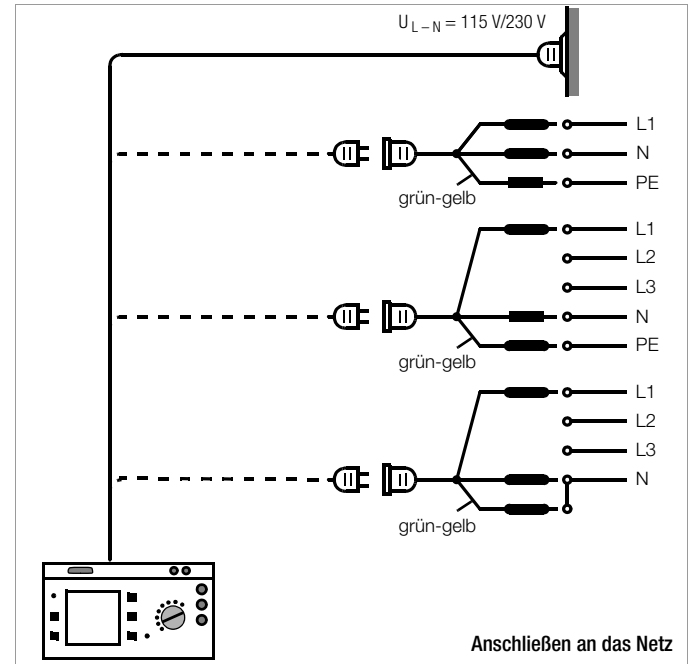 U L – N = 115 V/230 V
L1
N
PE
grün-gelb
L1
L2
L3
N
PE
grün-gelb
L1
L2
L3
N
grün-gelb
Anschließen an das Netz